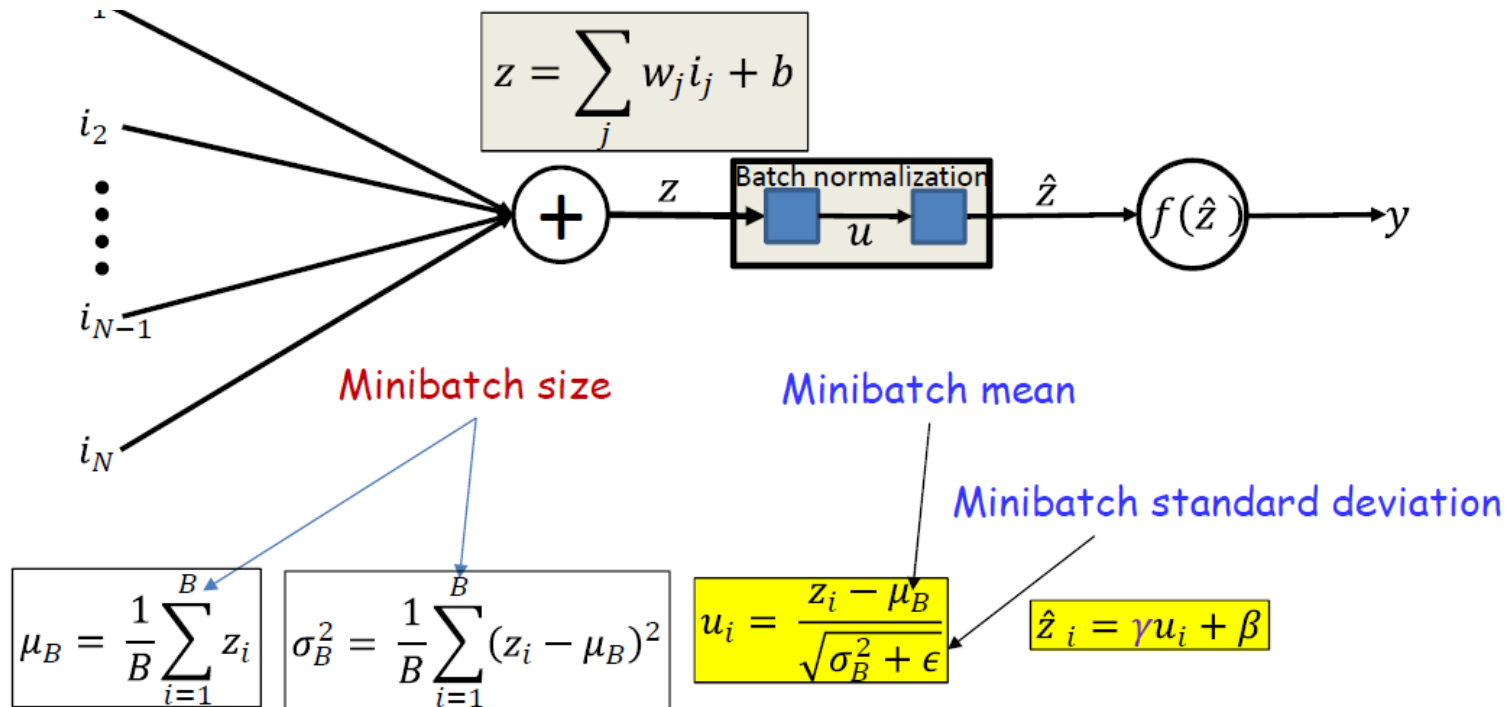 1
z = ∑_j w_j i_j + b
i_2
Batch normalization
z
u
ẑ
f(ẑ)
y
+
i_{N−1}
Minibatch size
Minibatch mean
i_N
Minibatch standard deviation
μ_B = 1/B ∑_{i=1}^{B} z_i
σ_B^2 = 1/B ∑_{i=1}^{B} (z_i − μ_B)^2
u_i = (z_i − μ_B) / √(σ_B^2 + ϵ)
ẑ_i = γu_i + β